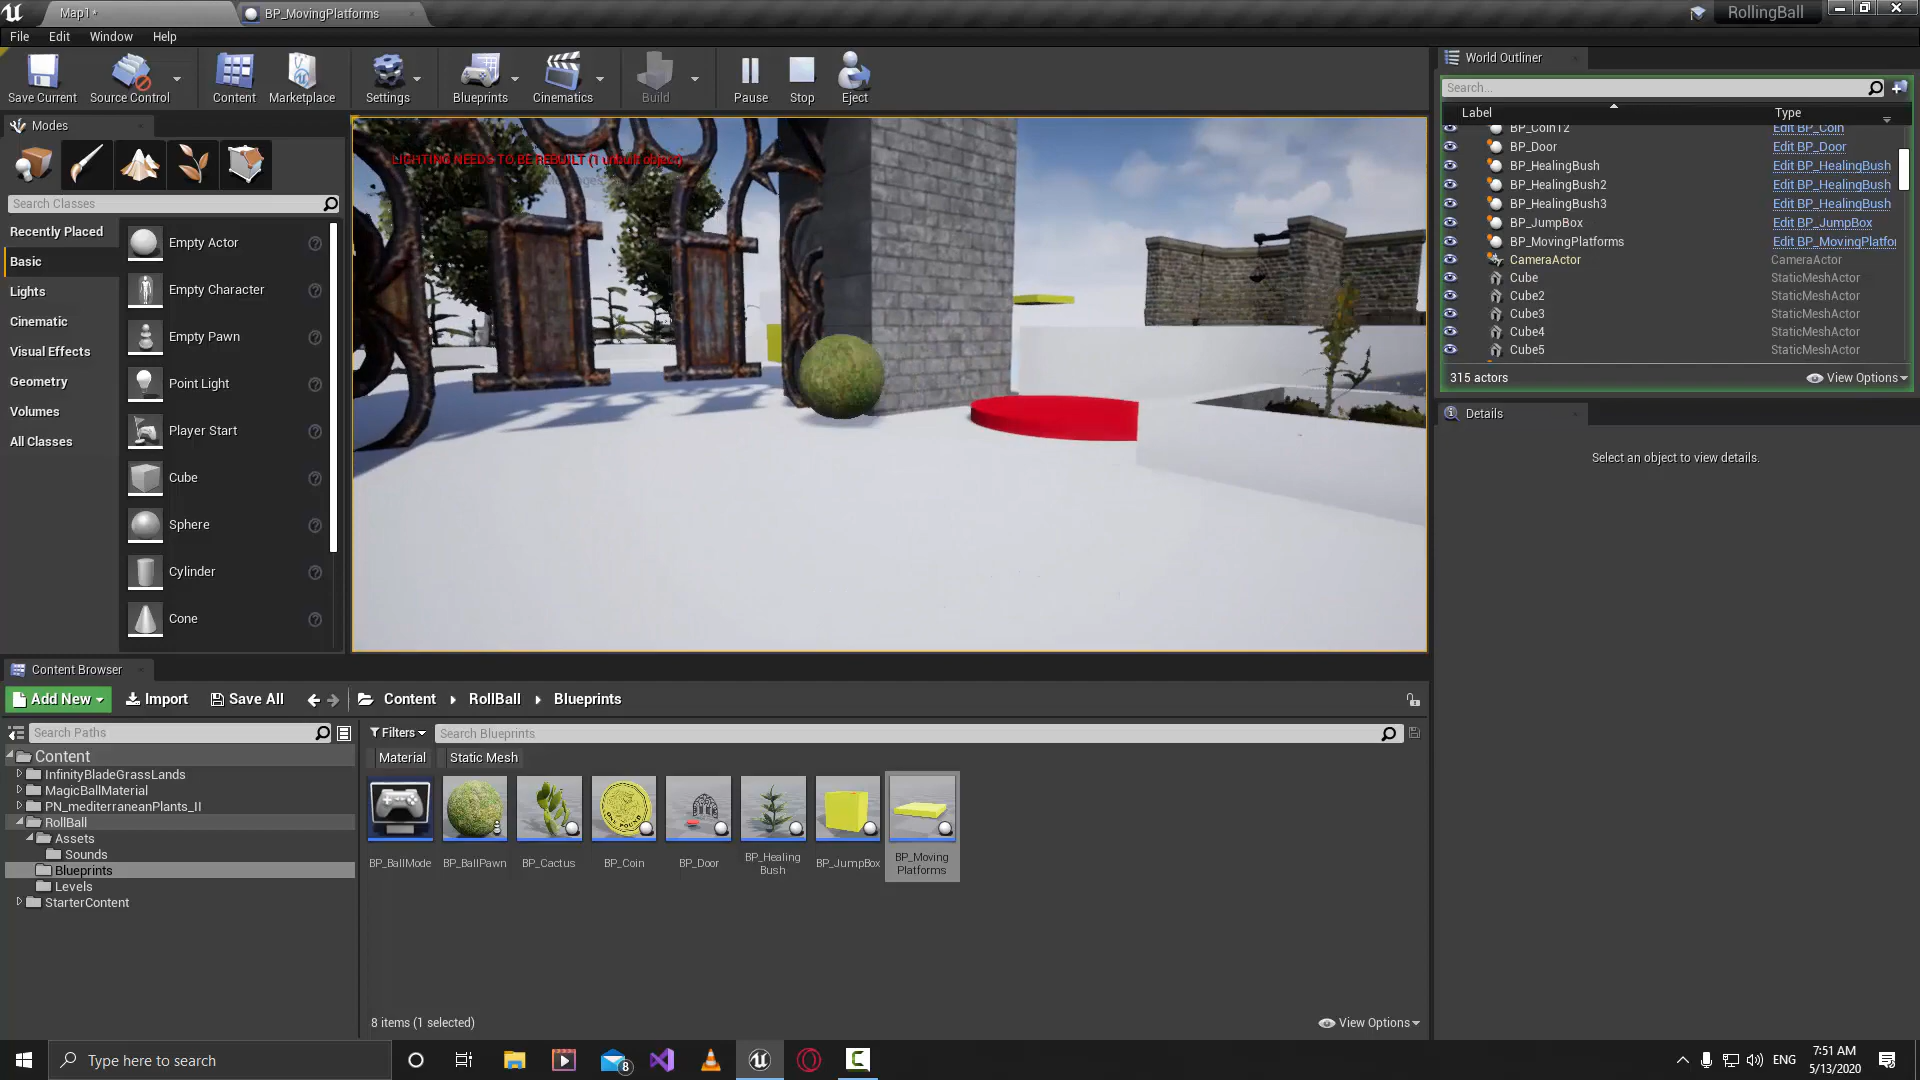 Map1*
BP_MovingPlatforms
RollingBall
File Edit Window Help
Save Current
Source Control
Content
Marketplace
Settings
Blueprints
Cinematics
Build
Pause
Stop
Eject
Modes
Search Classes
Recently Placed
Basic
Lights
Cinematic
Visual Effects
Geometry
Volumes
All Classes
Empty Actor
Empty Character
Empty Pawn
Point Light
Player Start
Cube
Sphere
Cylinder
Cone
LIGHTING NEEDS TO BE REBUILT (1 unbuilt object)
World Outliner
Search...
Label Type
BP_Coin12 Edit BP_Coin
BP_Door Edit BP_Door
BP_HealingBush Edit BP_HealingBush
BP_HealingBush2 Edit BP_HealingBush
BP_HealingBush3 Edit BP_HealingBush
BP_JumpBox Edit BP_JumpBox
BP_MovingPlatforms Edit BP_MovingPlatfor
CameraActor CameraActor
Cube StaticMeshActor
Cube2 StaticMeshActor
Cube3 StaticMeshActor
Cube4 StaticMeshActor
Cube5 StaticMeshActor
315 actors View Options
Details
Select an object to view details.
Content Browser
Add New Import Save All Content RollBall Blueprints
Search Paths
Filters Search Blueprints
Material Static Mesh
Content
InfinityBladeGrassLands
MagicBallMaterial
PN_mediterraneanPlants_II
RollBall
Assets
Sounds
Blueprints
Levels
StarterContent
BP_BallMode
BP_BallPawn
BP_Cactus
BP_Coin
ONE POUND
BP_Door
BP_Healing
Bush
BP_JumpBox
BP_Moving
Platforms
8 items (1 selected) View Options
Type here to search
8
ENG
7:51 AM
5/13/2020